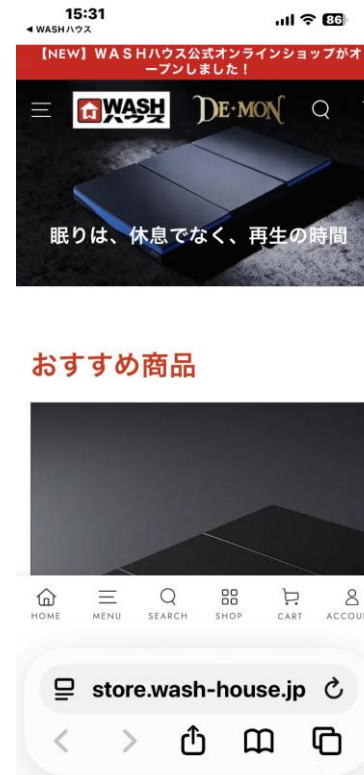 15:31
86
◀ WASHハウス
【NEW】WASHハウス公式オンラインショップがオ
ープンしました！
WASH
ハウス
DE·MON
眠りは、休息でなく、再生の時間
おすすめ商品
HOME MENU SEARCH SHOP CART ACCOU
store.wash-house.jp